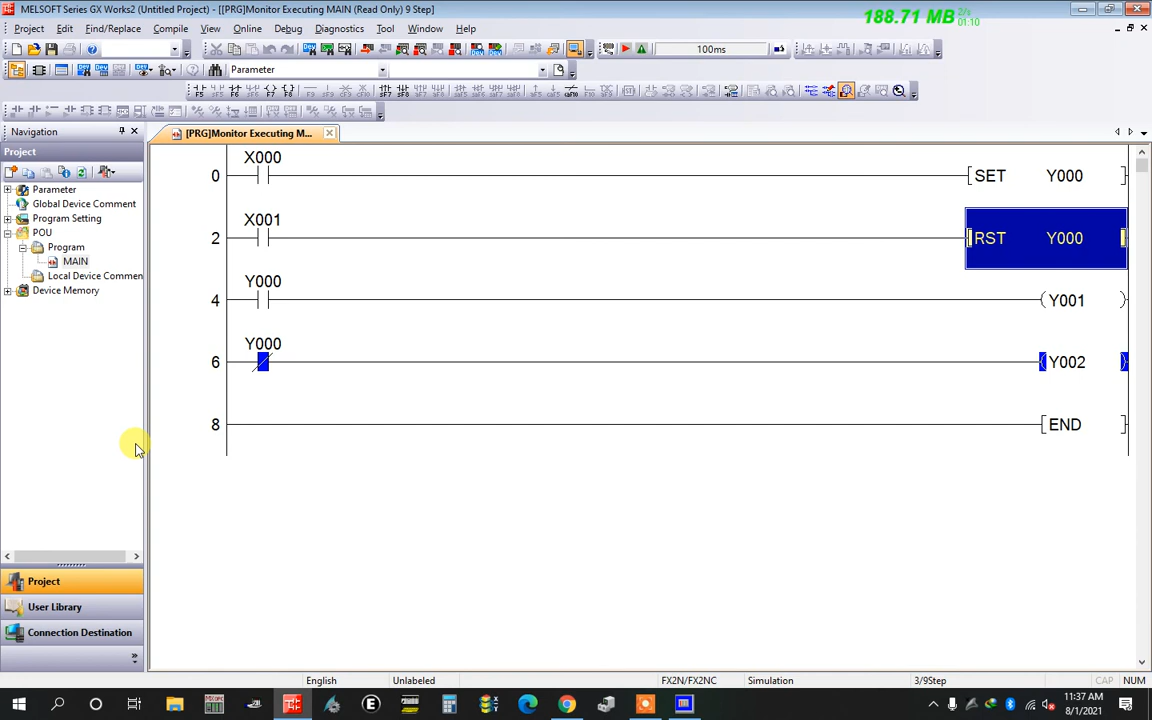 MELSOFT Series GX Works2 (Untitled Project) - [[PRG]Monitor Executing MAIN (Read Only) 9 Step]
188.71 MB 2/s 01:10
Project Edit Find/Replace Compile View Online Debug Diagnostics Tool Window Help
100ms
Parameter
Navigation
[PRG]Monitor Executing M...
Project
Parameter
Global Device Comment
Program Setting
POU
Program
MAIN
Local Device Commen
Device Memory
X000
0 SET Y000
X001
2 RST Y000
Y000
4 Y001
Y000
6 Y002
8 END
Project
User Library
Connection Destination
English Unlabeled FX2N/FX2NC Simulation 3/9Step CAP NUM
11:37 AM
8/1/2021